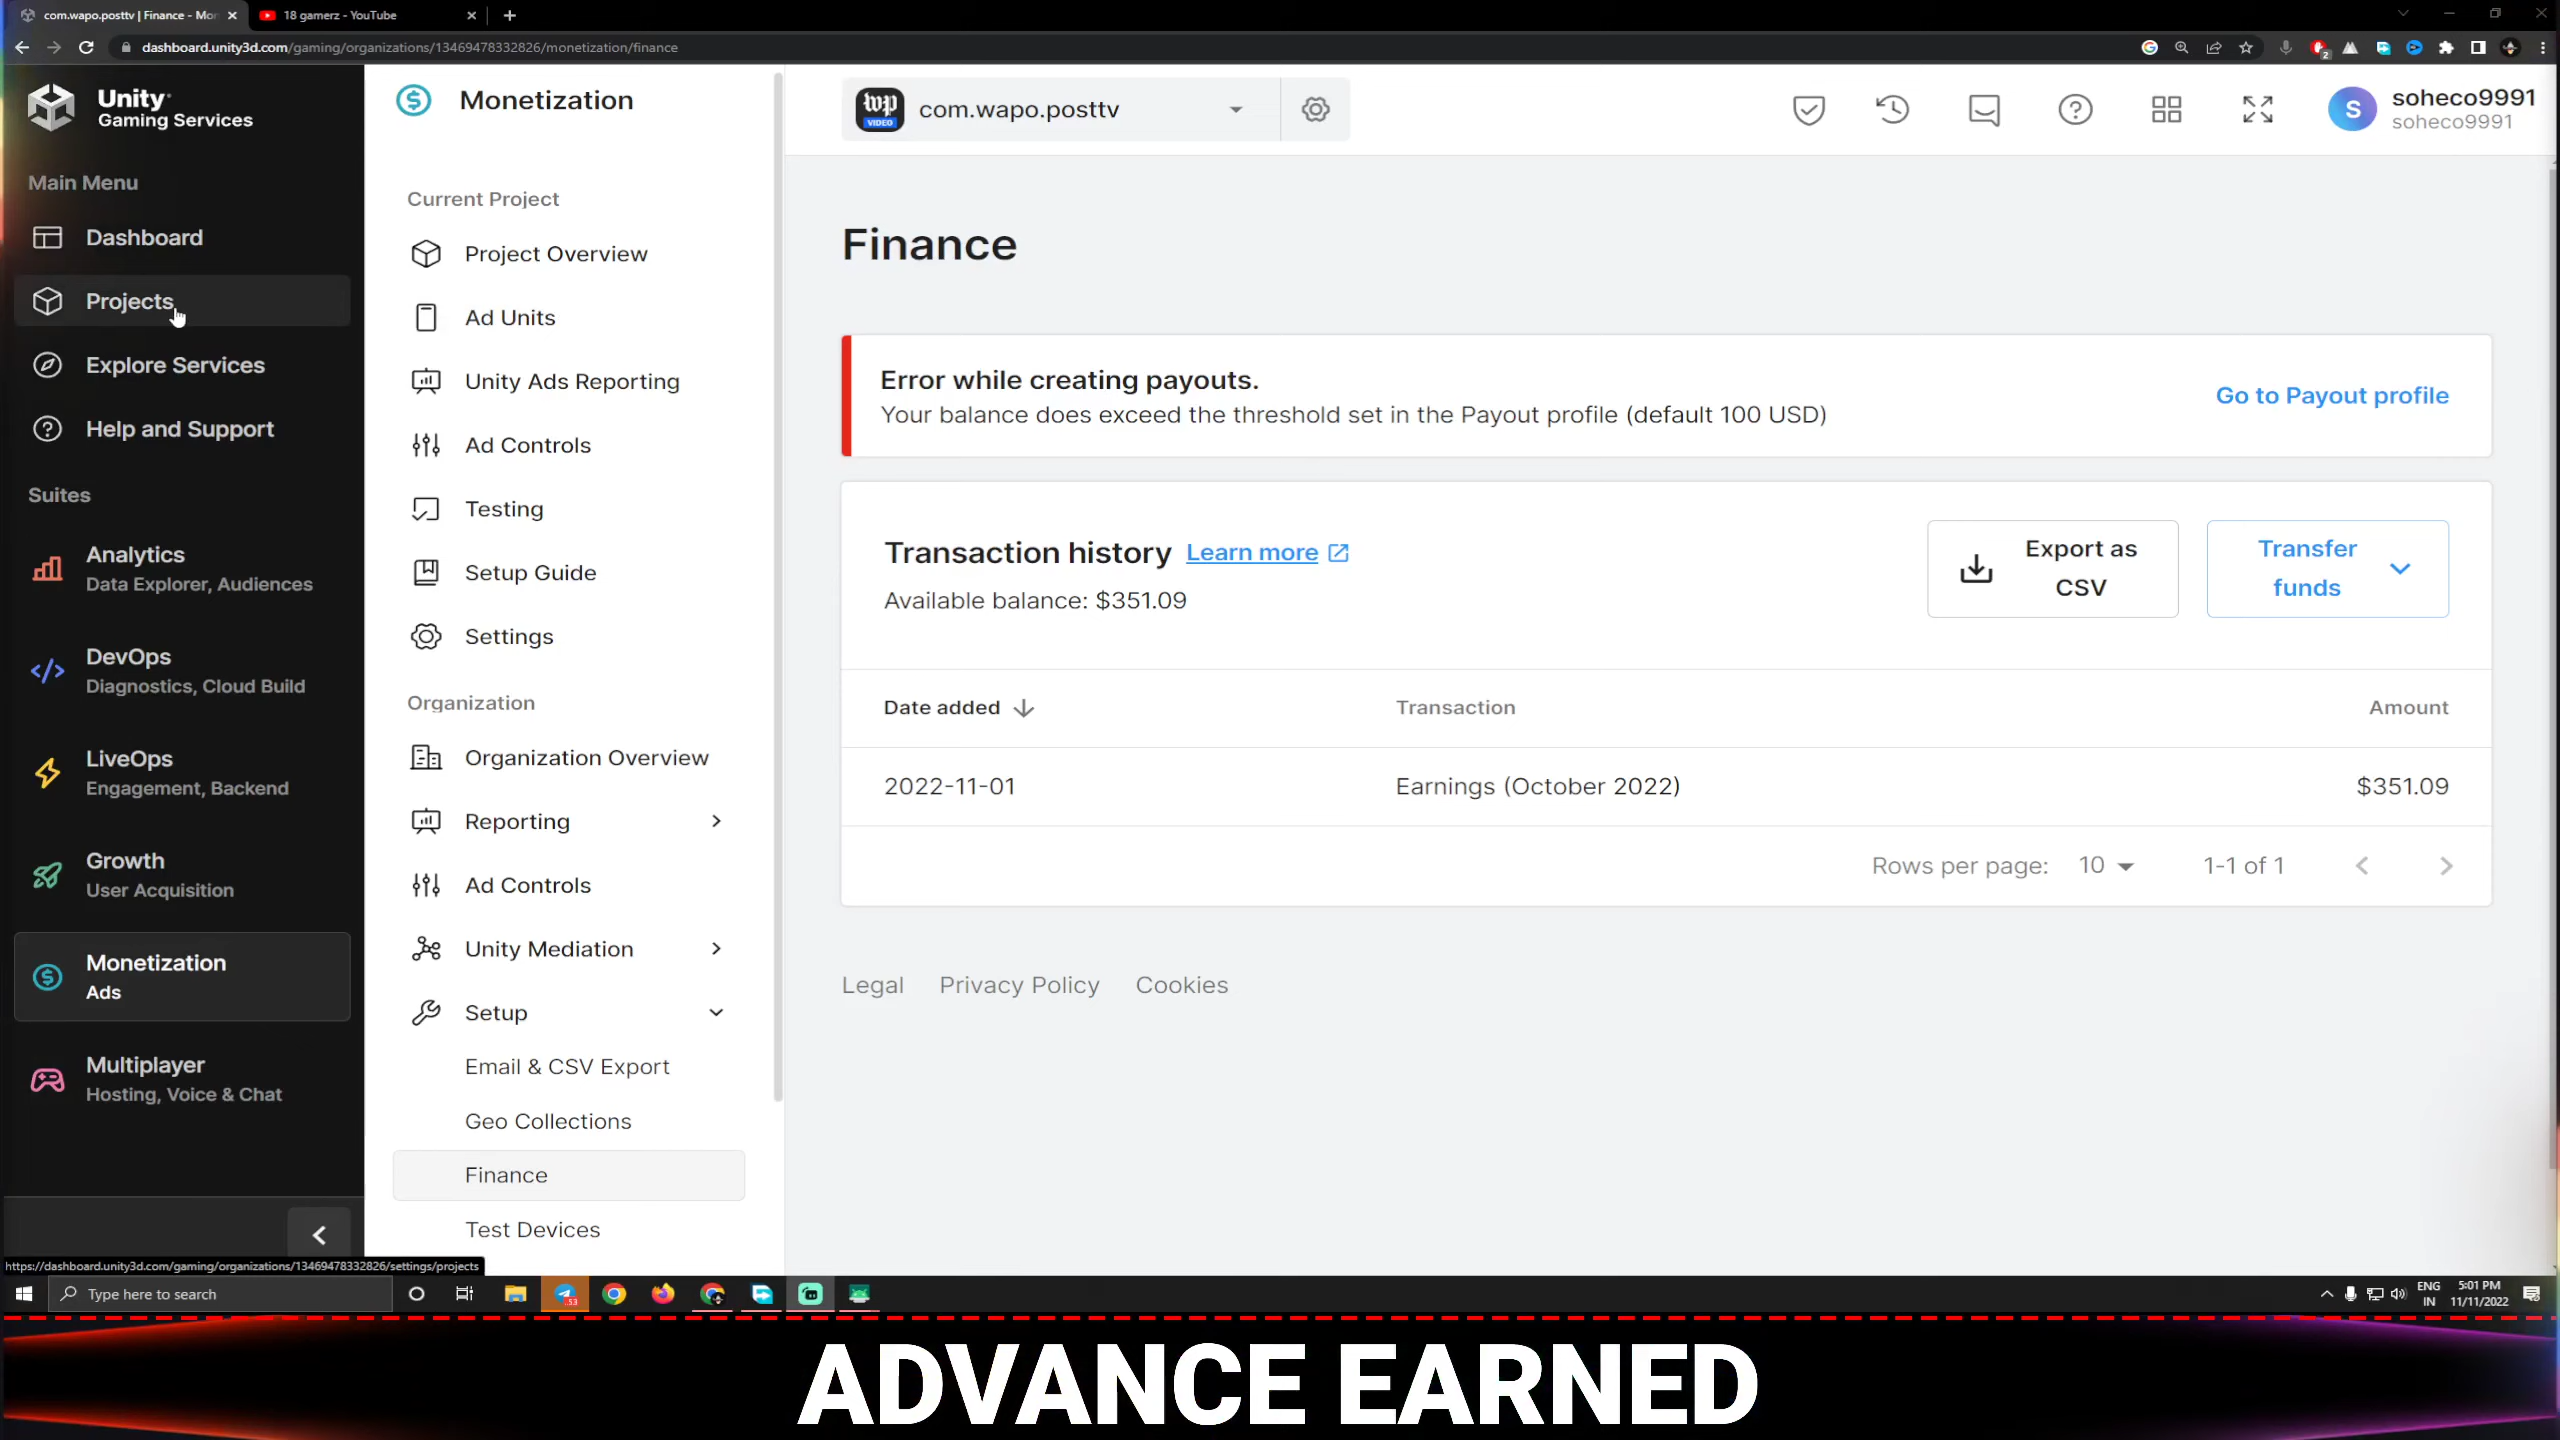 com.wapo.posttv | Finance - Mon
18 gamerz - YouTube
dashboard.unity3d.com/gaming/organizations/13469478332826/monetization/finance
Unity
Gaming Services
Main Menu
Dashboard
Projects
Explore Services
Help and Support
Suites
Analytics
Data Explorer, Audiences
DevOps
Diagnostics, Cloud Build
LiveOps
Engagement, Backend
Growth
User Acquisition
Monetization
Ads
Multiplayer
Hosting, Voice & Chat
Monetization
Current Project
Project Overview
Ad Units
Unity Ads Reporting
Ad Controls
Testing
Setup Guide
Settings
Organization
Organization Overview
Reporting
Ad Controls
Unity Mediation
Setup
Email & CSV Export
Geo Collections
Finance
Test Devices
wp
VIDEO
com.wapo.posttv
S
soheco9991
soheco9991
Finance
Error while creating payouts.
Your balance does exceed the threshold set in the Payout profile (default 100 USD)
Go to Payout profile
Transaction history Learn more
Available balance: $351.09
Export as
CSV
Transfer
funds
Date added Transaction Amount
2022-11-01 Earnings (October 2022) $351.09
Rows per page: 10 1-1 of 1
Legal Privacy Policy Cookies
https://dashboard.unity3d.com/gaming/organizations/13469478332826/settings/projects
Type here to search
53
ENG
IN
5:01 PM
11/11/2022
ADVANCE EARNED